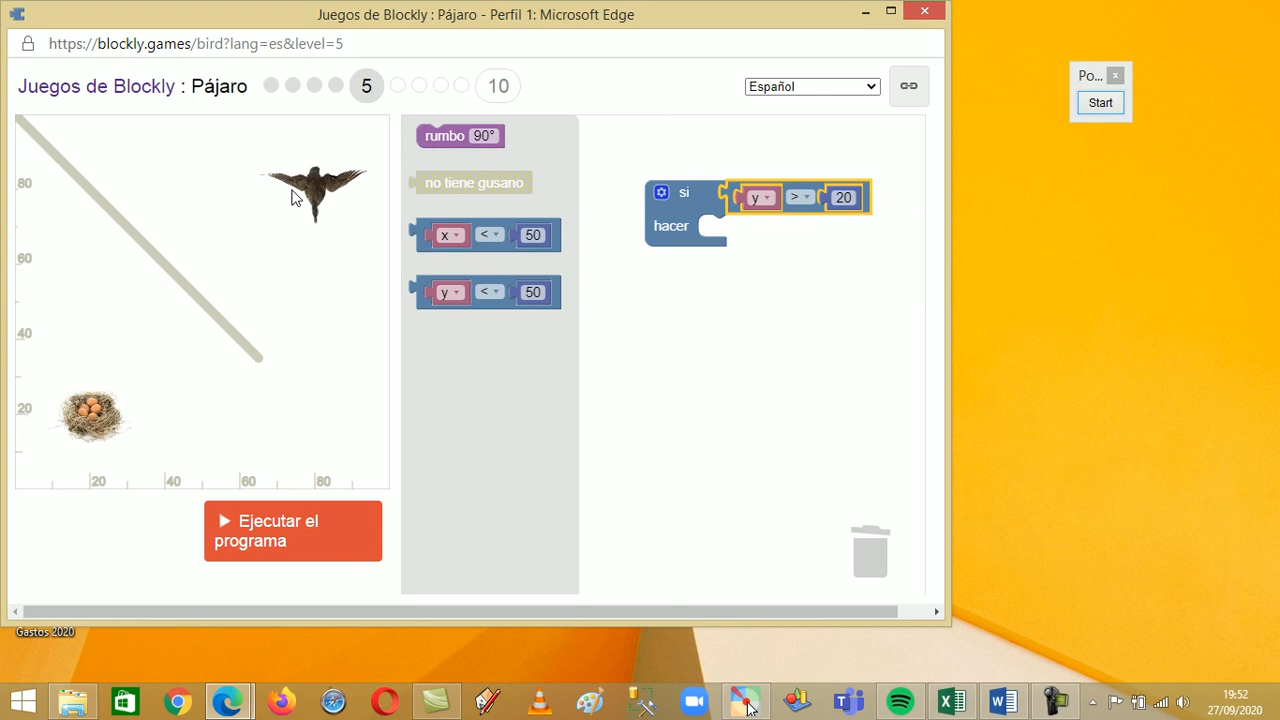 Juegos de Blockly : Pájaro - Perfil 1: Microsoft Edge
https://blockly.games/bird?lang=es&level=5
Juegos de Blockly : Pájaro 5 10
Español
Po...
Start
rumbo 90°
no tiene gusano
x < 50
y < 50
si y > 20
hacer
80
60
40
20
20 40 60 80
Ejecutar el
programa
Gastos 2020
19:52
27/09/2020